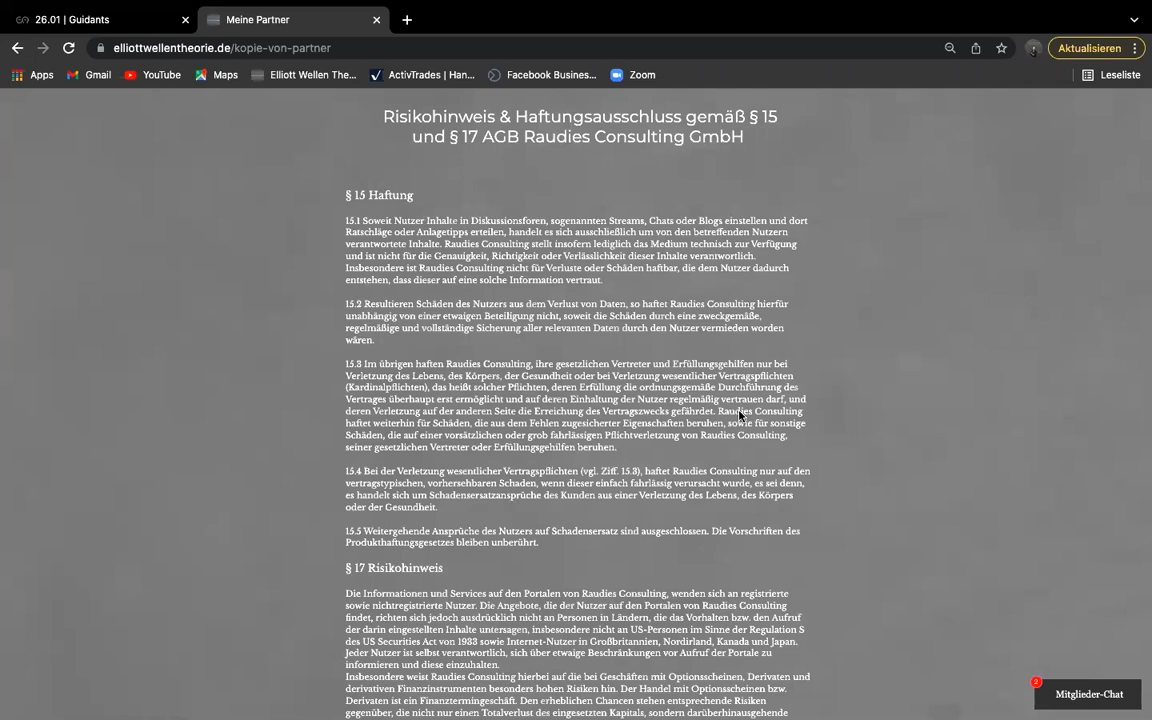 26.01 | Guidants
Meine Partner
elliottwellentheorie.de/kopie-von-partner
Aktualisieren
Apps
Gmail
YouTube
Maps
Elliott Wellen The...
ActivTrades | Han...
Facebook Busines...
Zoom
Leseliste
Risikohinweis & Haftungsausschluss gemäß § 15
und § 17 AGB Raudies Consulting GmbH
§ 15 Haftung
15.1 Soweit Nutzer Inhalte in Diskussionsforen, sogenannten Streams, Chats oder Blogs einstellen und dort
Ratschläge oder Anlagetipps erteilen, handelt es sich ausschließlich um von den betreffenden Nutzern
verantwortete Inhalte. Raudies Consulting stellt insofern lediglich das Medium technisch zur Verfügung
und ist nicht für die Genauigkeit, Richtigkeit oder Verlässlichkeit dieser Inhalte verantwortlich.
Insbesondere ist Raudies Consulting nicht für Verluste oder Schäden haftbar, die dem Nutzer dadurch
entstehen, dass dieser auf eine solche Information vertraut.
15.2 Resultieren Schäden des Nutzers aus dem Verlust von Daten, so haftet Raudies Consulting hierfür
unabhängig von einer etwaigen Beteiligung nicht, soweit die Schäden durch eine zweckgemäße,
regelmäßige und vollständige Sicherung aller relevanten Daten durch den Nutzer vermieden worden
wären.
15.3 Im übrigen haften Raudies Consulting, ihre gesetzlichen Vertreter und Erfüllungsgehilfen nur bei
Verletzung des Lebens, des Körpers, der Gesundheit oder bei Verletzung wesentlicher Vertragspflichten
(Kardinalpflichten), das heißt solcher Pflichten, deren Erfüllung die ordnungsgemäße Durchführung des
Vertrages überhaupt erst ermöglicht und auf deren Einhaltung der Nutzer regelmäßig vertrauen darf, und
deren Verletzung auf der anderen Seite die Erreichung des Vertragszwecks gefährdet. Raudies Consulting
haftet weiterhin für Schäden, die aus dem Fehlen zugesicherter Eigenschaften beruhen, sowie für sonstige
Schäden, die auf einer vorsätzlichen oder grob fahrlässigen Pflichtverletzung von Raudies Consulting,
seiner gesetzlichen Vertreter oder Erfüllungsgehilfen beruhen.
15.4 Bei der Verletzung wesentlicher Vertragspflichten (vgl. Ziff. 15.3), haftet Raudies Consulting nur auf den
vertragstypischen, vorhersehbaren Schaden, wenn dieser einfach fahrlässig verursacht wurde, es sei denn,
es handelt sich um Schadensersatzansprüche des Kunden aus einer Verletzung des Lebens, des Körpers
oder der Gesundheit.
15.5 Weitergehende Ansprüche des Nutzers auf Schadensersatz sind ausgeschlossen. Die Vorschriften des
Produkthaftungsgesetzes bleiben unberührt.
§ 17 Risikohinweis
Die Informationen und Services auf den Portalen von Raudies Consulting, wenden sich an registrierte
sowie nichtregistrierte Nutzer. Die Angebote, die der Nutzer auf den Portalen von Raudies Consulting
findet, richten sich jedoch ausdrücklich nicht an Personen in Ländern, die das Vorhalten bzw. den Aufruf
der darin eingestellten Inhalte untersagen, insbesondere nicht an US-Personen im Sinne der Regulation S
des US Securities Act von 1933 sowie Internet-Nutzer in Großbritannien, Nordirland, Kanada und Japan.
Jeder Nutzer ist selbst verantwortlich, sich über etwaige Beschränkungen vor Aufruf der Portale zu
informieren und diese einzuhalten.
Insbesondere weist Raudies Consulting hierbei auf die bei Geschäften mit Optionsscheinen, Derivaten und
derivativen Finanzinstrumenten besonders hohen Risiken hin. Der Handel mit Optionsscheinen bzw.
Derivaten ist ein Finanztermingeschäft. Den erheblichen Chancen stehen entsprechende Risiken
gegenüber, die nicht nur einen Totalverlust des eingesetzten Kapitals, sondern darüberhinausgehende
2
Mitglieder-Chat